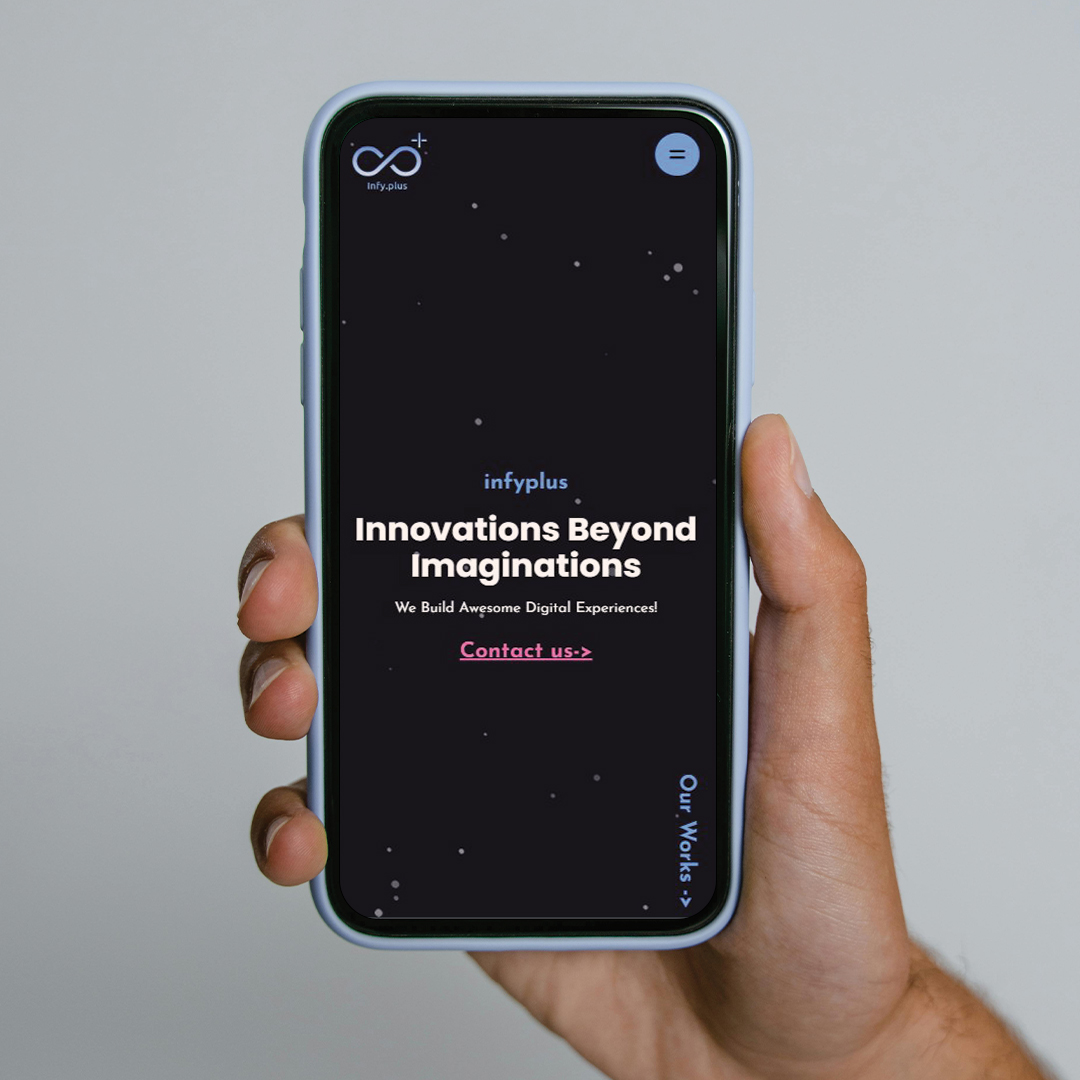 Infy.plus
infyplus
Innovations Beyond
Imaginations
We Build Awesome Digital Experiences!
Contact us->
Our Works ->